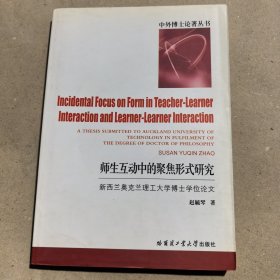 中外博士论著丛书
Incidental Focus on Form in Teacher-Learner
Interaction and Learner-Learner Interaction
A THESIS SUBMITTED TO AUCKLAND UNIVERSITY OF
TECHNOLOGY IN FULFILMENT OF
THE DEGREE OF DOCTOR OF PHILOSOPHY
SUSAN YUQIN ZHAO
师生互动中的聚焦形式研究
新西兰奥克兰理工大学博士学位论文
赵毓琴 著
哈尔滨工业大学出版社